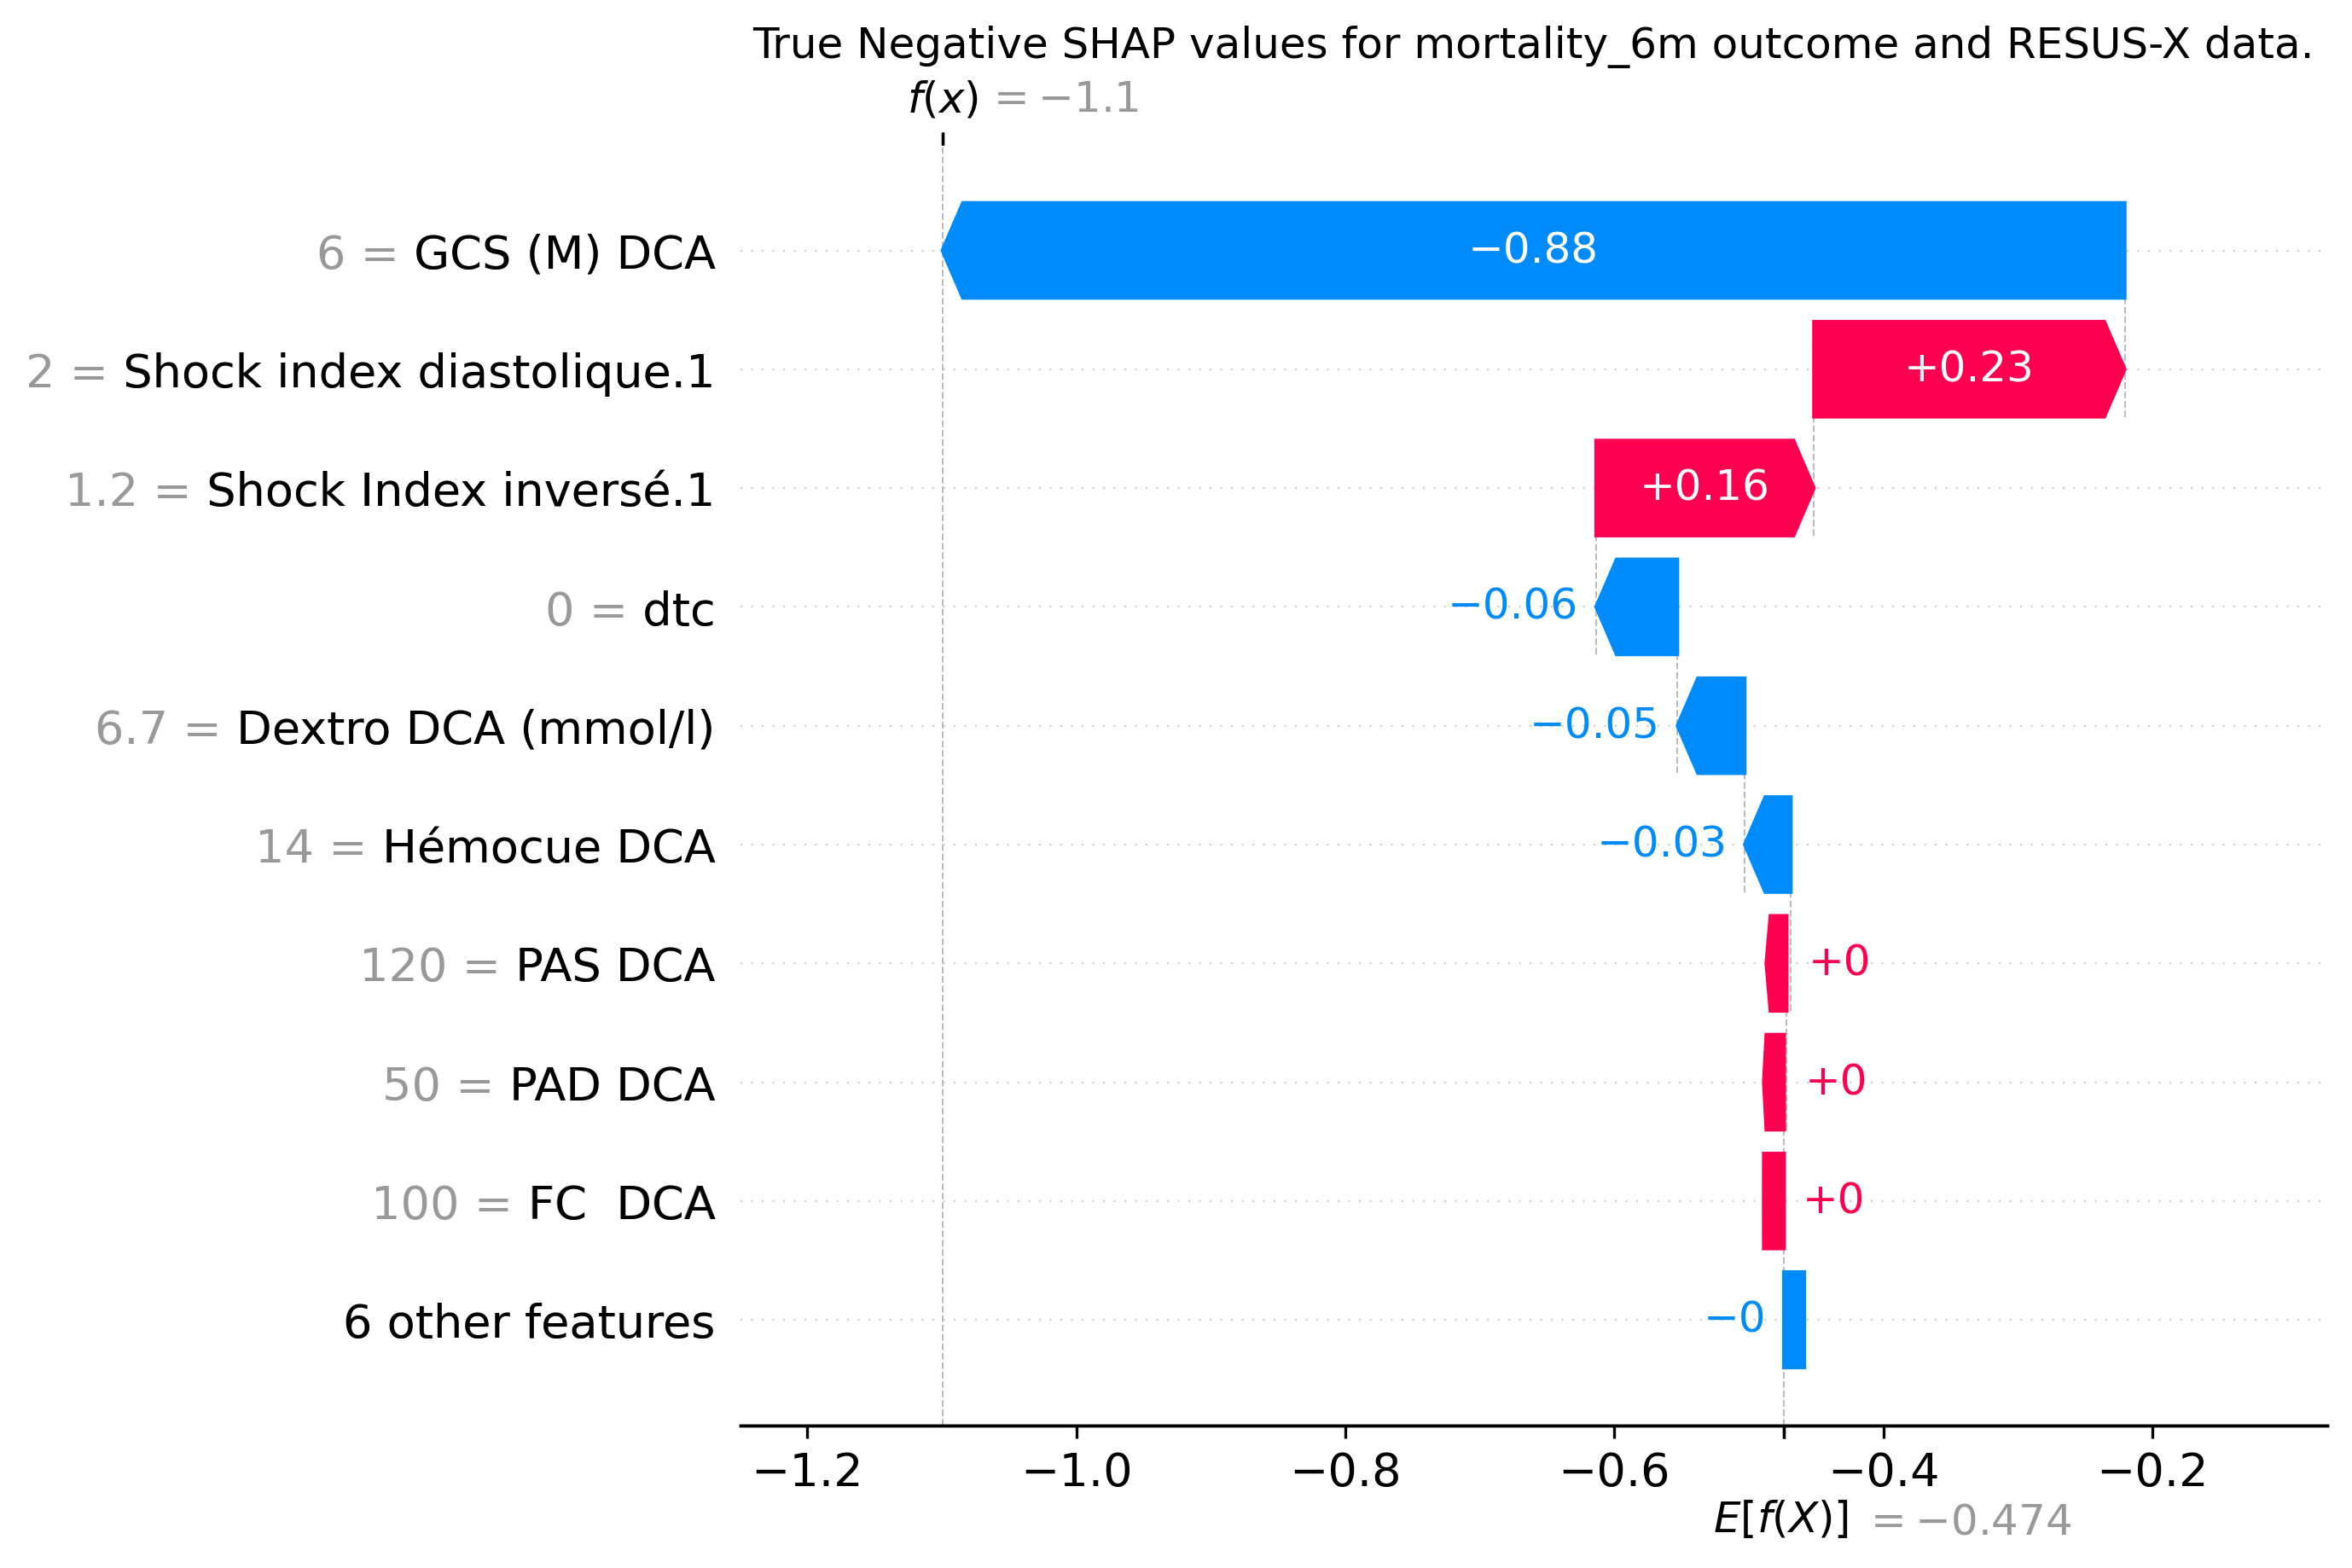 True Negative SHAP values for mortality_6m outcome and RESUS-X data.
f(x) = −1.1
6 = GCS (M) DCA
−0.88
2 = Shock index diastolique.1
+0.23
1.2 = Shock Index inversé.1
+0.16
0 = dtc
−0.06
6.7 = Dextro DCA (mmol/l)
−0.05
14 = Hémocue DCA
−0.03
120 = PAS DCA
+0
50 = PAD DCA
+0
100 = FC  DCA
+0
6 other features
−0
−1.2 −1.0 −0.8 −0.6 −0.4 −0.2
E[f(X)] = −0.474